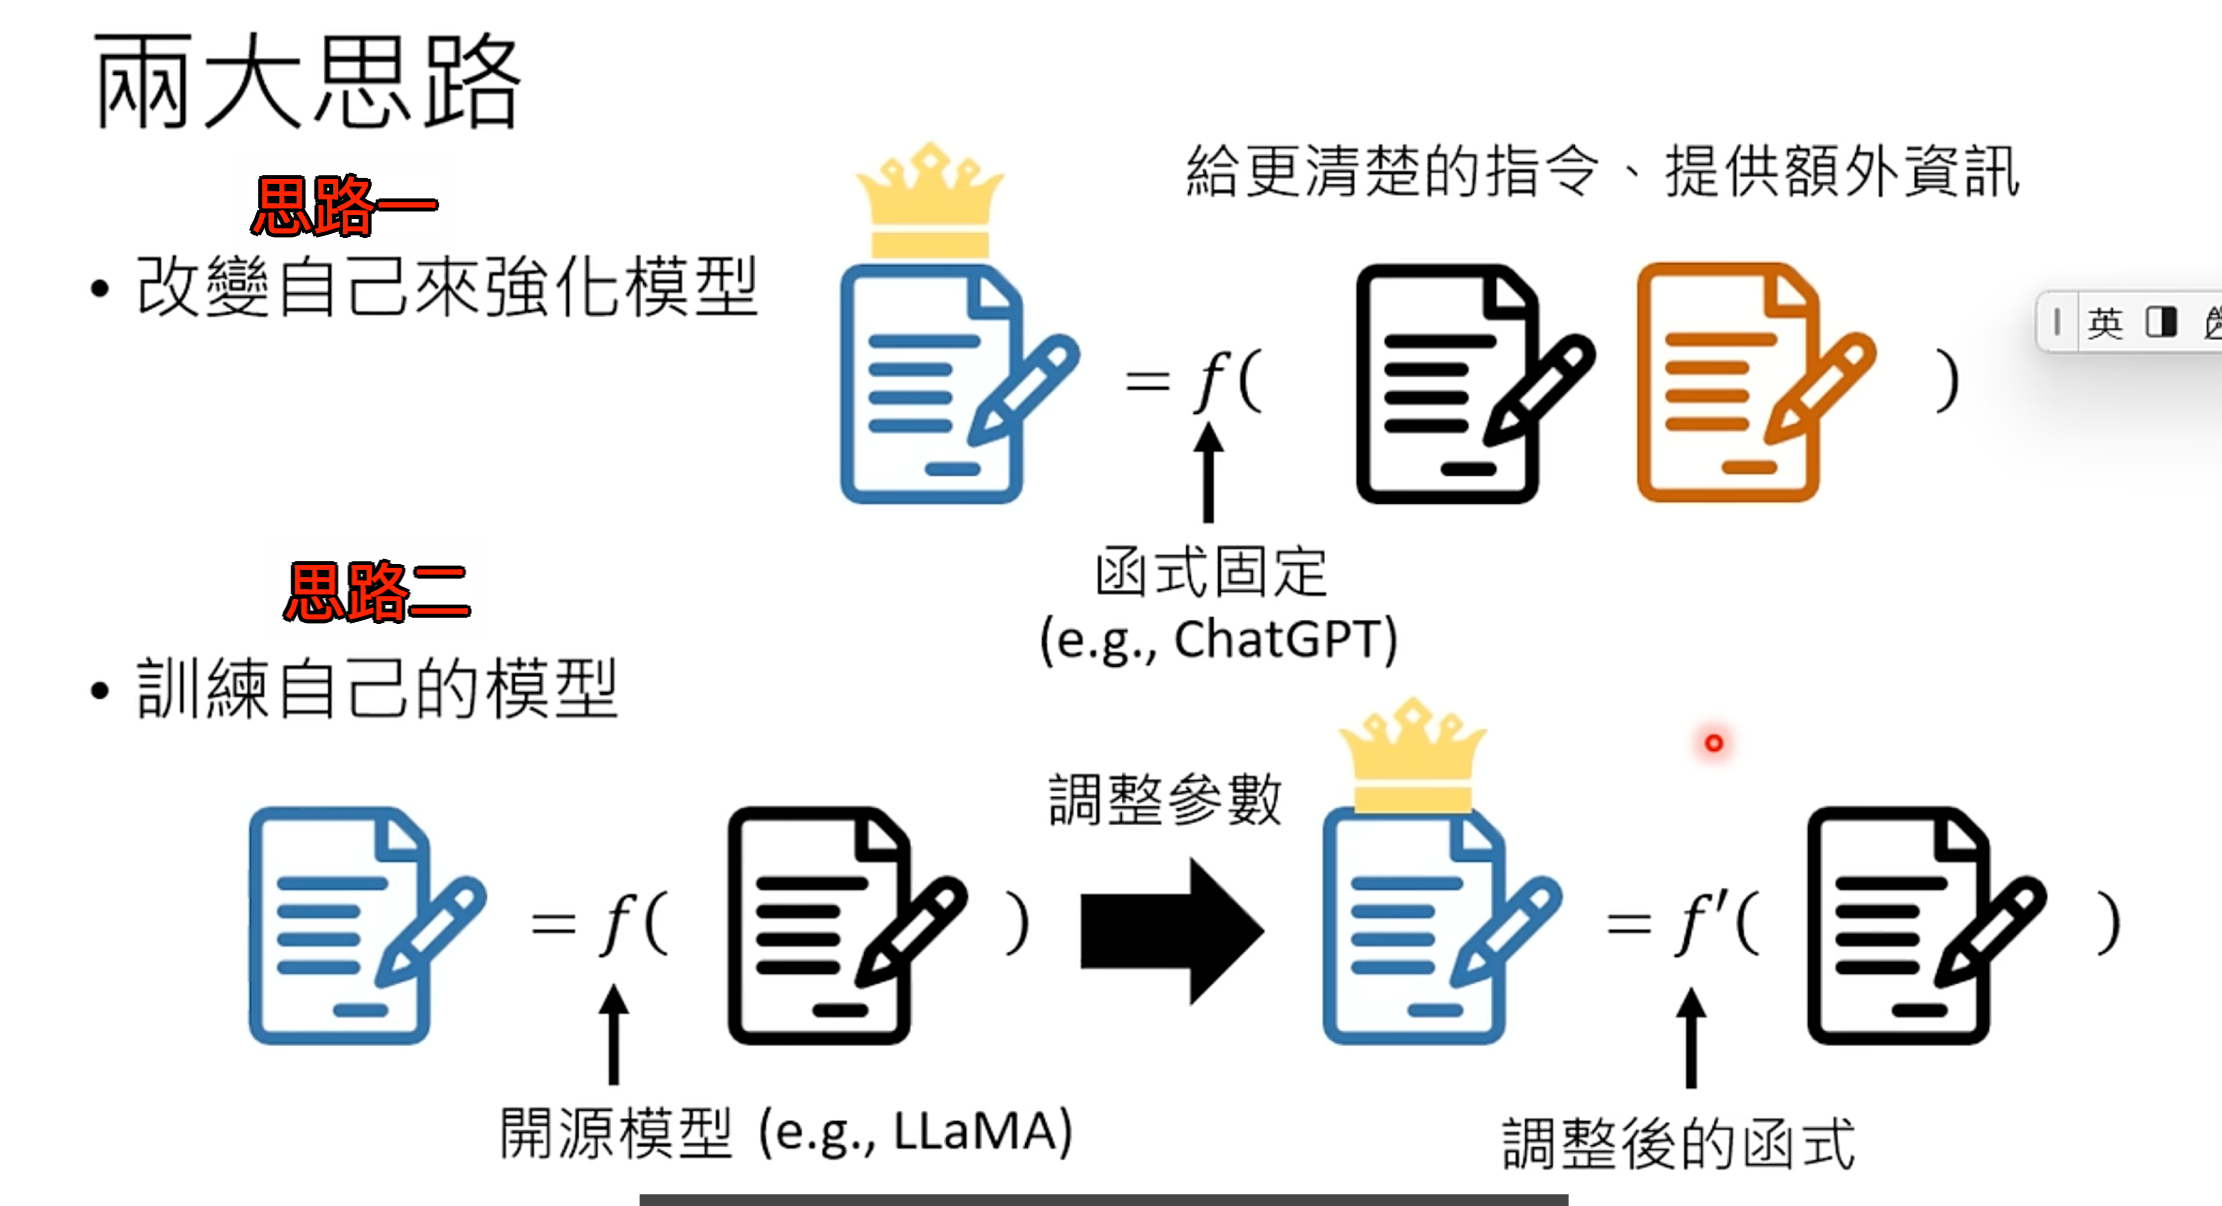 兩大思路
思路一
• 改變自己來強化模型
給更清楚的指令、提供額外資訊
= f( )
英
函式固定
(e.g., ChatGPT)
思路二
• 訓練自己的模型
調整參數
= f( )
= f′( )
開源模型 (e.g., LLaMA)
調整後的函式